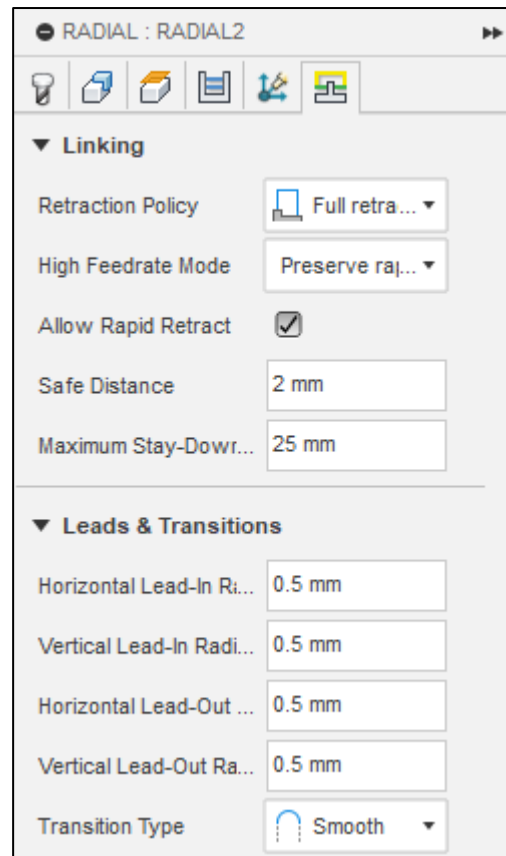 RADIAL : RADIAL2
Linking
Retraction Policy Full retra...
High Feedrate Mode Preserve rap...
Allow Rapid Retract
Safe Distance 2 mm
Maximum Stay-Down... 25 mm
Leads & Transitions
Horizontal Lead-In Ra... 0.5 mm
Vertical Lead-In Radi... 0.5 mm
Horizontal Lead-Out ... 0.5 mm
Vertical Lead-Out Ra... 0.5 mm
Transition Type Smooth